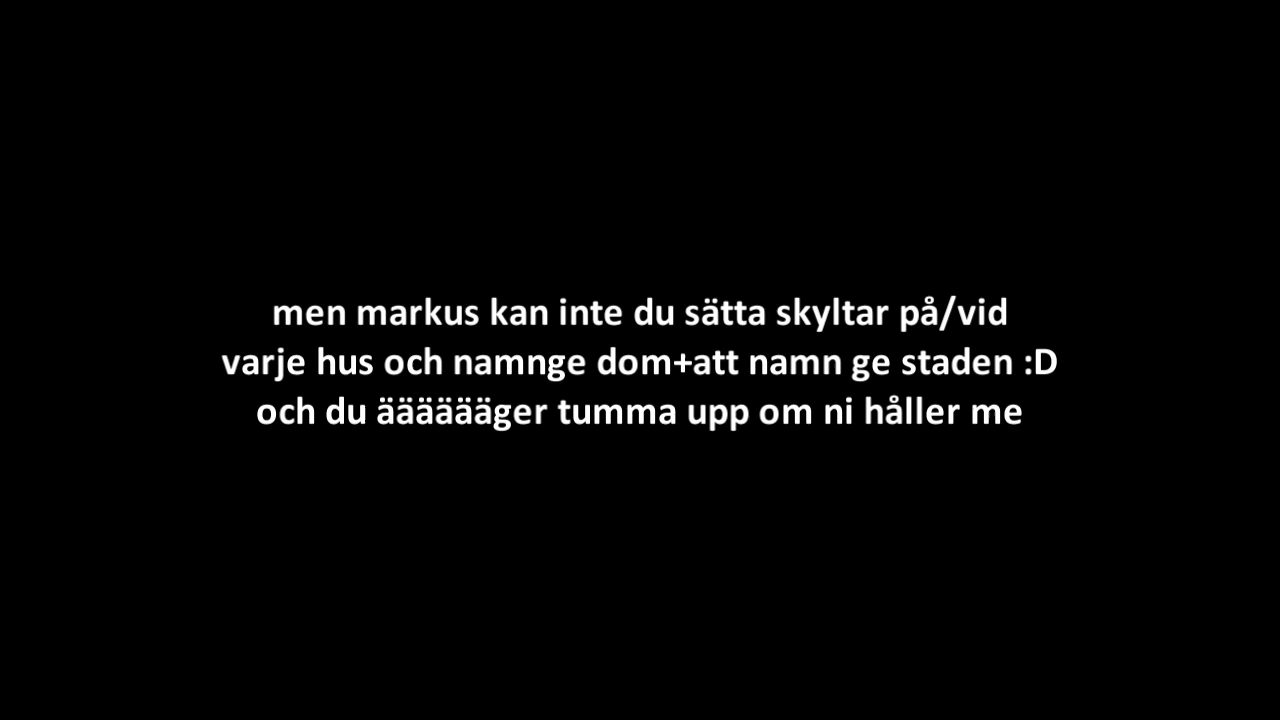 men markus kan inte du sätta skyltar på/vid
varje hus och namnge dom+att namn ge staden :D
och du ääääääger tumma upp om ni håller me